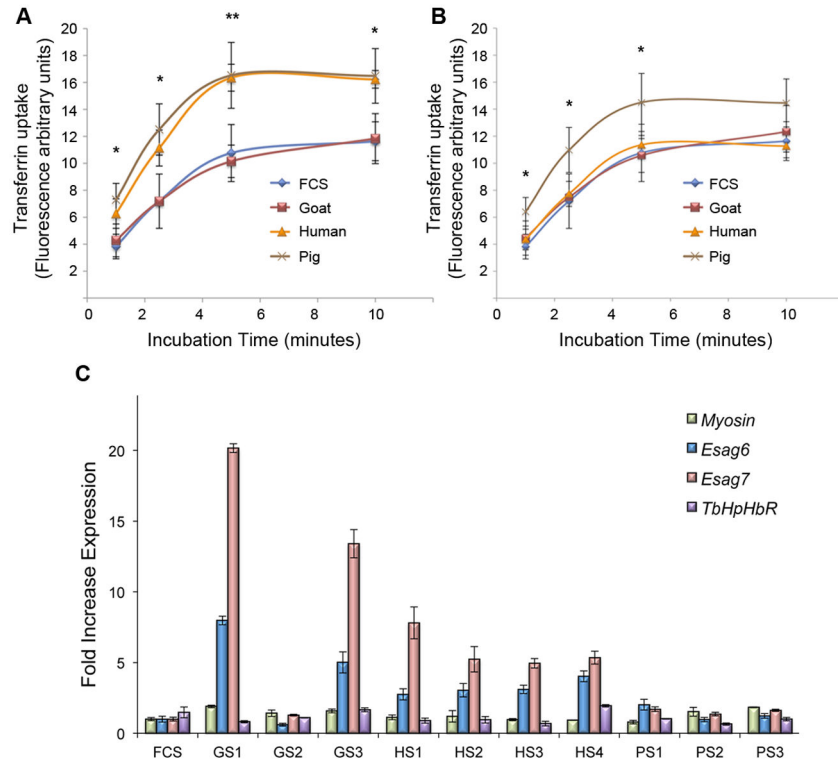 A
Transferrin uptake
(Fluorescence arbitrary units)
20
18
16
14
12
10
8
6
4
2
*
*
**
*
FCS
Goat
Human
Pig
0 2 4 6 8 10
Incubation Time (minutes)
B
Transferrin uptake
(Fluorescence arbitrary units)
20
18
16
14
12
10
8
6
4
2
*
*
*
FCS
Goat
Human
Pig
0 2 4 6 8 10
Incubation Time (minutes)
C
Fold Increase Expression
20
15
10
5
0
Myosin
Esag6
Esag7
TbHpHbR
FCS GS1 GS2 GS3 HS1 HS2 HS3 HS4 PS1 PS2 PS3